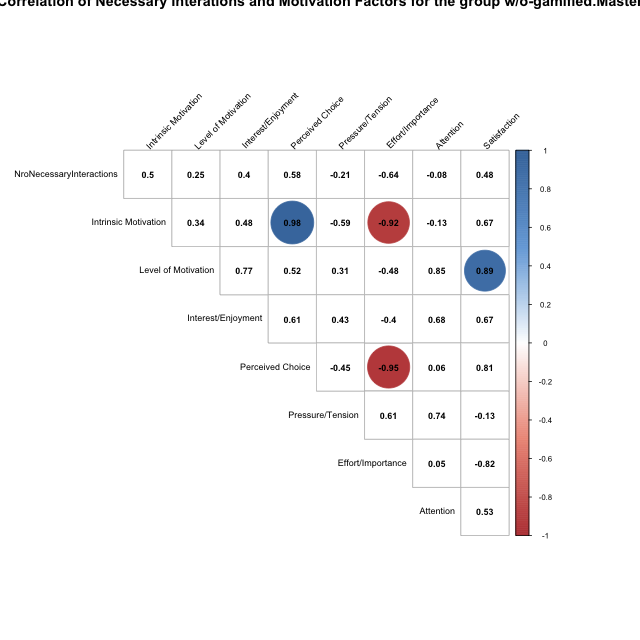 Correlation of Necessary Interations and Motivation Factors for the group w/o-gamified.Master
Intrinsic Motivation
Level of Motivation
Interest/Enjoyment
Perceived Choice
Pressure/Tension
Effort/Importance
Attention
Satisfaction
NroNecessaryInteractions 0.5 0.25 0.4 0.58 -0.21 -0.64 -0.08 0.48
Intrinsic Motivation 0.34 0.48 0.98 -0.59 -0.92 -0.13 0.67
Level of Motivation 0.77 0.52 0.31 -0.48 0.85 0.89
Interest/Enjoyment 0.61 0.43 -0.4 0.68 0.67
Perceived Choice -0.45 -0.95 0.06 0.81
Pressure/Tension 0.61 0.74 -0.13
Effort/Importance 0.05 -0.82
Attention 0.53
1
0.8
0.6
0.4
0.2
0
-0.2
-0.4
-0.6
-0.8
-1